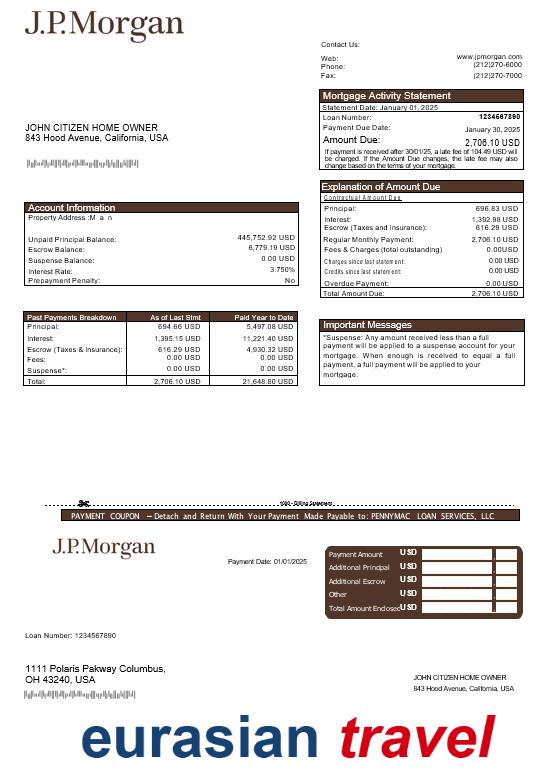 J.P.Morgan
Contact Us:
Web: www.jpmorgan.com
Phone: (212)270-6000
Fax: (212)270-7000
Mortgage Activity Statement
Statement Date: January 01, 2025
Loan Number: 1234567890
Payment Due Date: January 30, 2025
Amount Due: 2,706.10 USD
If payment is received after 30/01/25, a late fee of 104.49 USD will
be charged. If the Amount Due changes, the late fee may also
change based on the terms of your mortgage.
JOHN CITIZEN HOME OWNER
843 Hood Avenue, California, USA
Account Information
Property Address :M a n
Unpaid Principal Balance: 445,752.92 USD
Escrow Balance: 6,779.19 USD
Suspense Balance: 0.00 USD
Interest Rate: 3.750%
Prepayment Penalty: No
Explanation of Amount Due
Contractual Amount Due
Principal: 696.83 USD
Interest: 1,392.98 USD
Escrow (Taxes and Insurance): 616.29 USD
Regular Monthly Payment: 2,706.10 USD
Fees & Charges (total outstanding) 0.00USD
Charges since last statement: 0.00 USD
Credits since last statement: 0.00 USD
Overdue Payment: 0.00 USD
Total Amount Due: 2,706.10 USD
Past Payments Breakdown As of Last Stmt Paid Year to Date
Principal: 694.66 USD 5,497.08 USD
Interest: 1,395.15 USD 11,221.40 USD
Escrow (Taxes & Insurance): 616.29 USD 4,930.32 USD
Fees: 0.00 USD 0.00 USD
Suspense*: 0.00 USD 0.00 USD
Total: 2,706.10 USD 21,648.80 USD
Important Messages
*Suspense: Any amount received less than a full
payment will be applied to a suspense account for your
mortgage. When enough is received to equal a full
payment, a full payment will be applied to your
mortgage.
Billing Statement
PAYMENT COUPON – Detach and Return With Your Payment Made Payable to: PENNYMAC LOAN SERVICES, LLC
J.P.Morgan
Payment Date: 01/01/2025
Payment Amount USD
Additional Principal USD
Additional Escrow USD
Other USD
Total Amount Enclosed USD
Loan Number: 1234567890
1111 Polaris Pakway Columbus,
OH 43240, USA
JOHN CITIZEN HOME OWNER
843 Hood Avenue, California, USA
eurasian travel